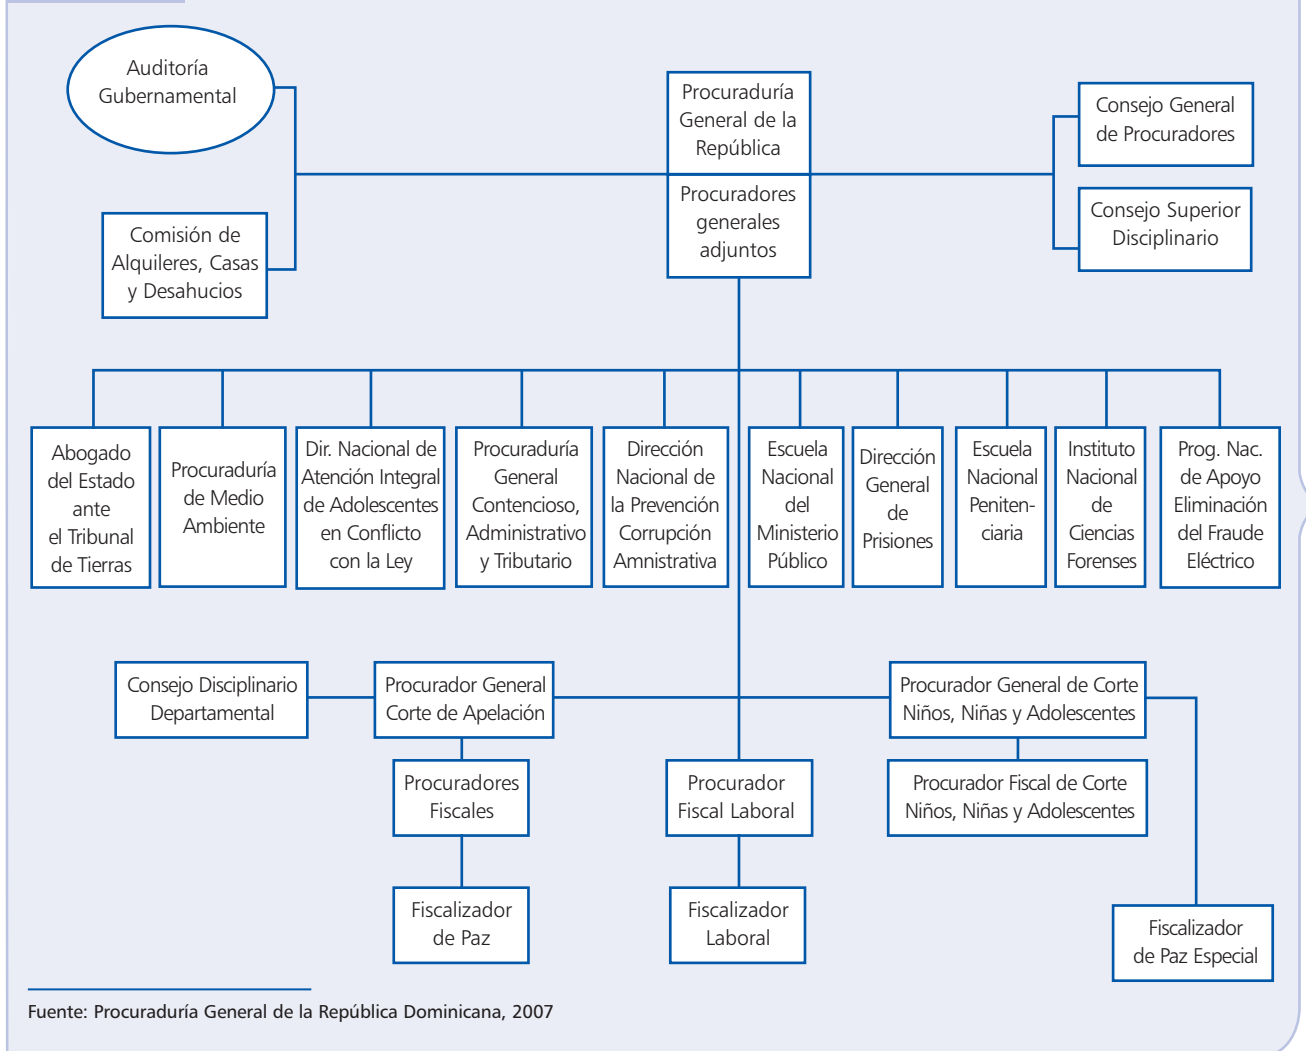 Auditoría
Gubernamental
Procuraduría
General de la
República
Consejo General
de Procuradores
Procuradores
generales
adjuntos
Comisión de
Alquileres, Casas
y Desahucios
Consejo Superior
Disciplinario
Abogado
del Estado
ante
el Tribunal
de Tierras
Procuraduría
de Medio
Ambiente
Dir. Nacional de
Atención Integral
de Adolescentes
en Conflicto
con la Ley
Procuraduría
General
Contencioso,
Administrativo
y Tributario
Dirección
Nacional de
la Prevención
Corrupción
Amnistrativa
Escuela
Nacional
del
Ministerio
Público
Dirección
General
de
Prisiones
Escuela
Nacional
Peniten-
ciaria
Instituto
Nacional
de
Ciencias
Forenses
Prog. Nac.
de Apoyo
Eliminación
del Fraude
Eléctrico
Consejo Disciplinario
Departamental
Procurador General
Corte de Apelación
Procurador General de Corte
Niños, Niñas y Adolescentes
Procuradores
Fiscales
Procurador
Fiscal Laboral
Procurador Fiscal de Corte
Niños, Niñas y Adolescentes
Fiscalizador
de Paz
Fiscalizador
Laboral
Fiscalizador
de Paz Especial
Fuente: Procuraduría General de la República Dominicana, 2007